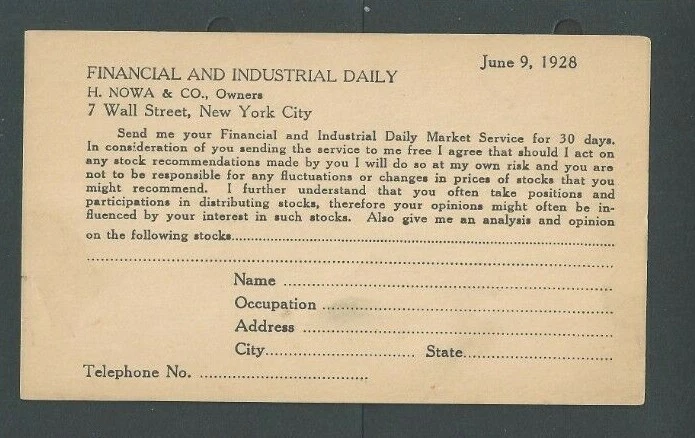 June 9, 1928
FINANCIAL AND INDUSTRIAL DAILY
H. NOWA & CO., Owners
7 Wall Street, New York City
Send me your Financial and Industrial Daily Market Service for 30 days.
In consideration of you sending the service to me free I agree that should I act on
any stock recommendations made by you I will do so at my own risk and you are
not to be responsible for any fluctuations or changes in prices of stocks that you
might recommend. I further understand that you often take positions and
participations in distributing stocks, therefore your opinions might often be in-
fluenced by your interest in such stocks. Also give me an analysis and opinion
on the following stocks
Name
Occupation
Address
City State
Telephone No.